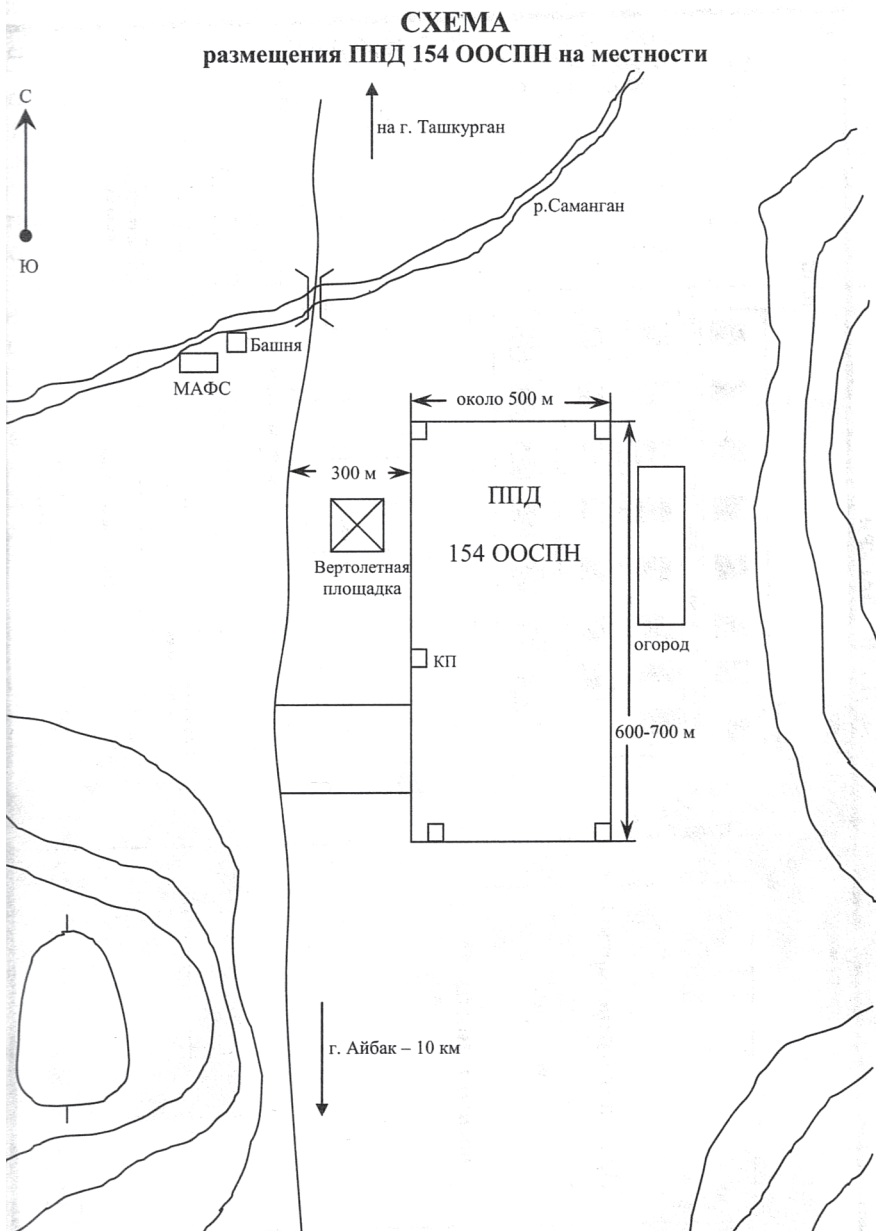 СХЕМА
размещения ППД 154 ООСПН на местности
С
на г. Ташкурган
р.Саманган
Ю
Башня
МАФС
около 500 м
300 м
ППД
154 ООСПН
Вертолетная
площадка
огород
КП
600-700 м
г. Айбак – 10 км